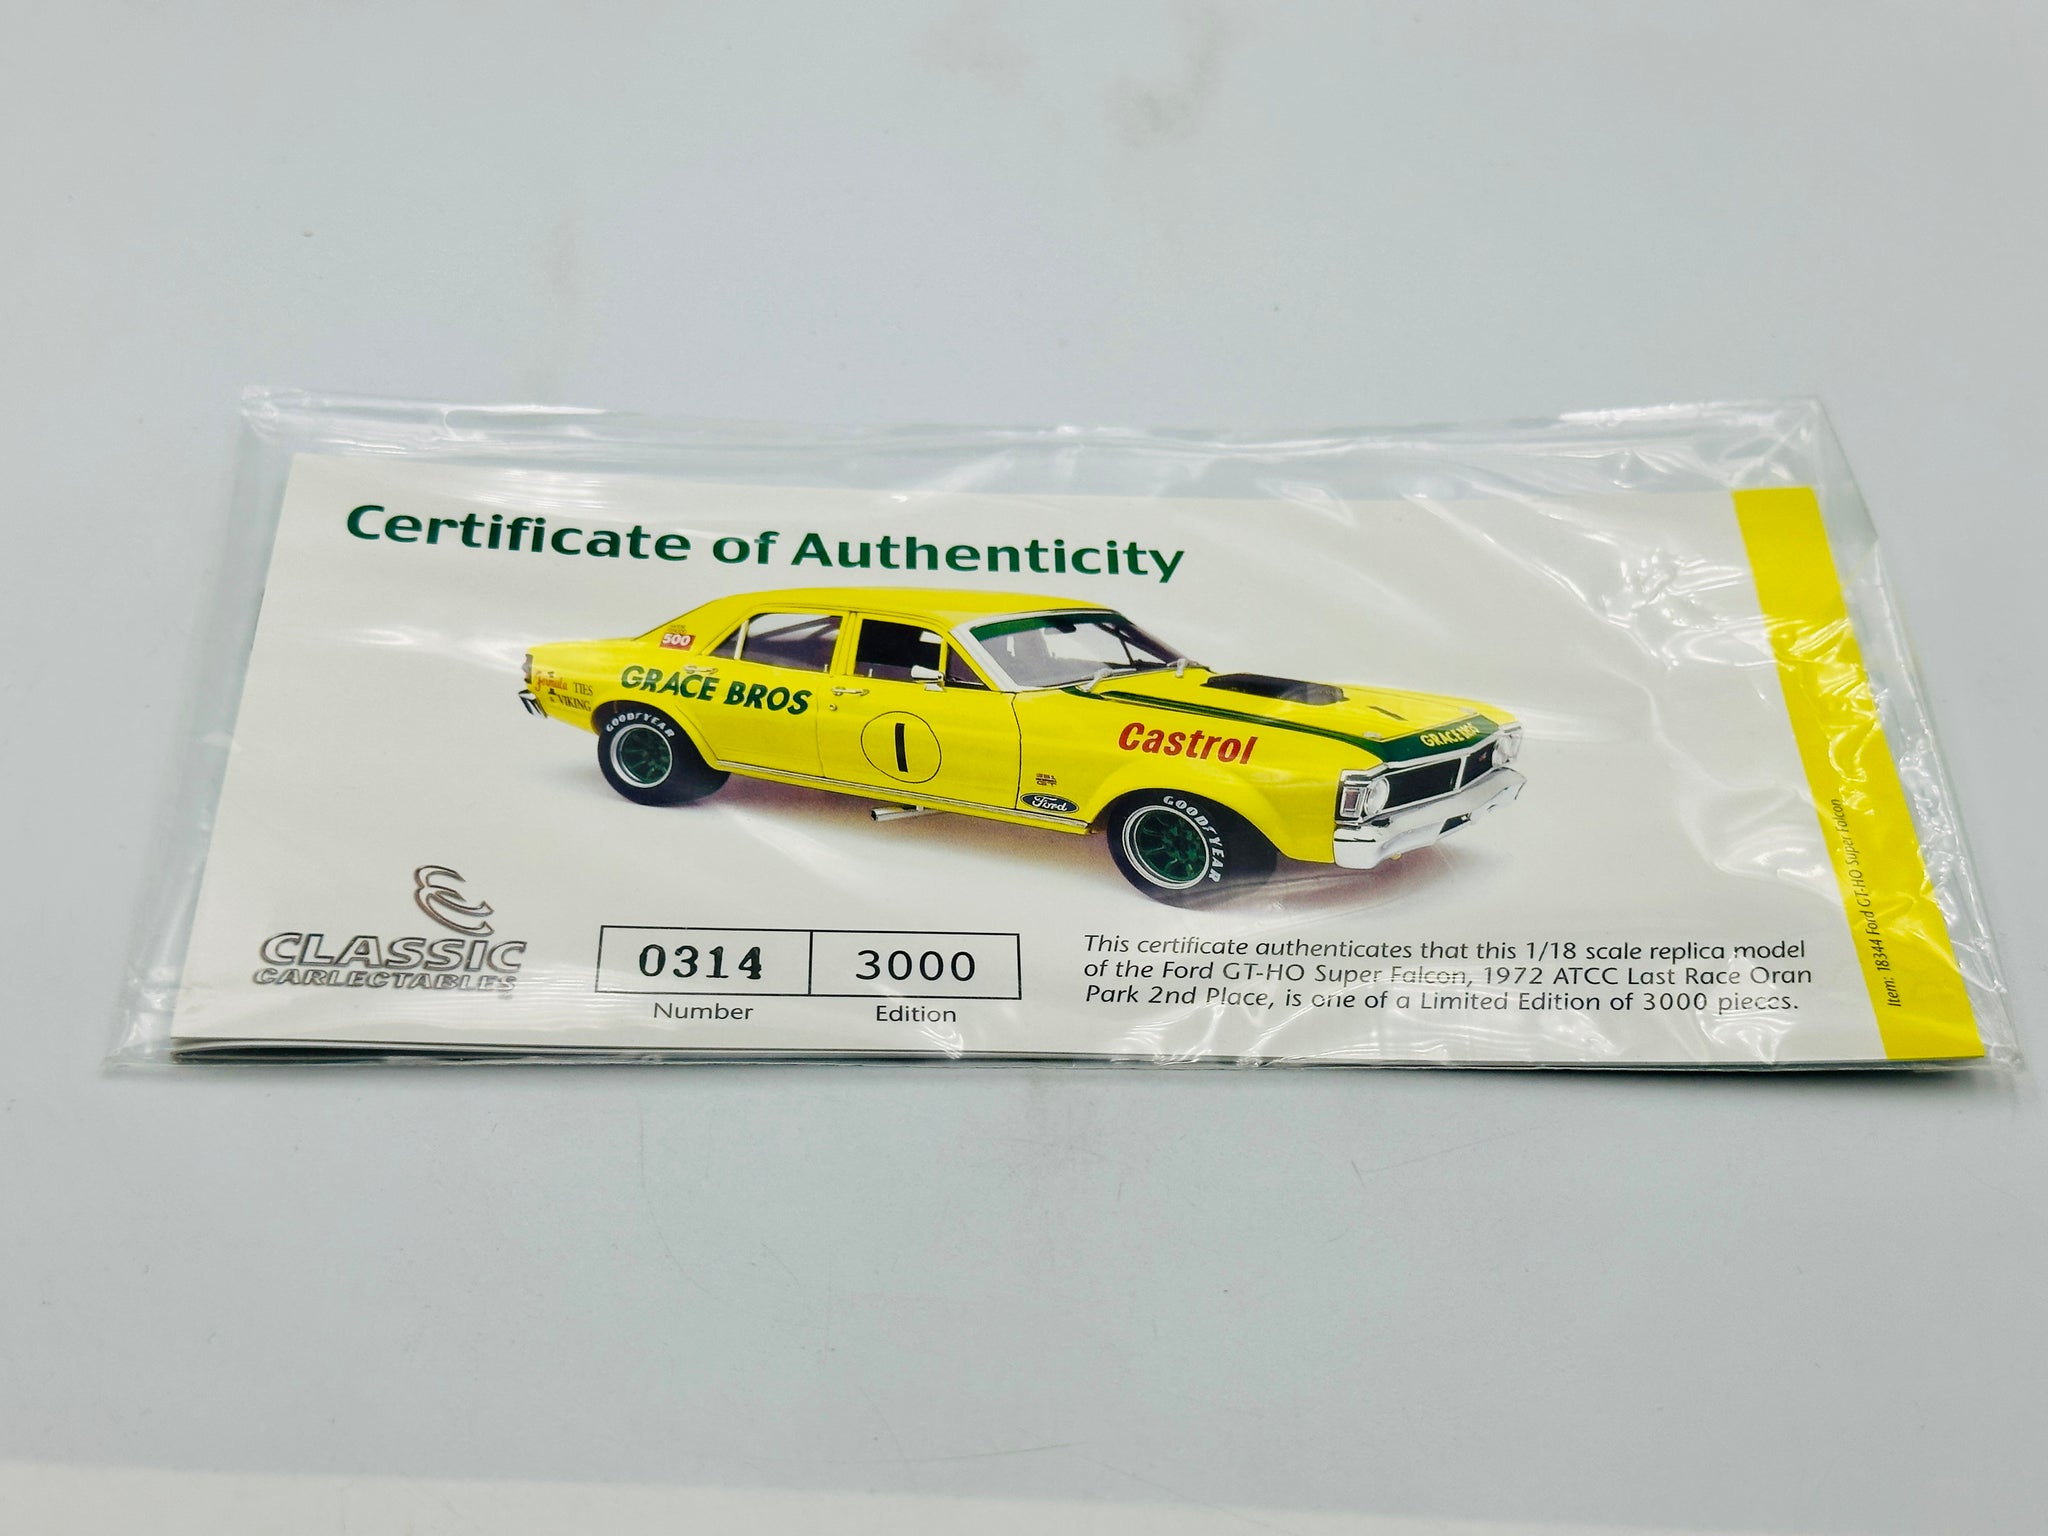 Certificate of Authenticity
500
Formula TIES
& VIKING
GRACE BROS
GOODYEAR
1
Castrol
1
GRACE BROS
Ford
GOODYEAR
CLASSIC
CARLECTABLES
0314 3000
Number Edition
This certificate authenticates that this 1/18 scale replica model
of the Ford GT-HO Super Falcon, 1972 ATCC Last Race Oran
Park 2nd Place, is one of a Limited Edition of 3000 pieces.
Item: 18344 Ford GT-HO Super Falcon